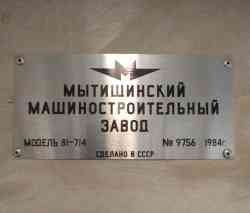 МЫТИЩИНСКИЙ
МАШИНОСТРОИТЕЛЬНЫЙ
ЗАВОД
МОДЕЛЬ 81-714 № 9756 1984г.
СДЕЛАНО В СССР